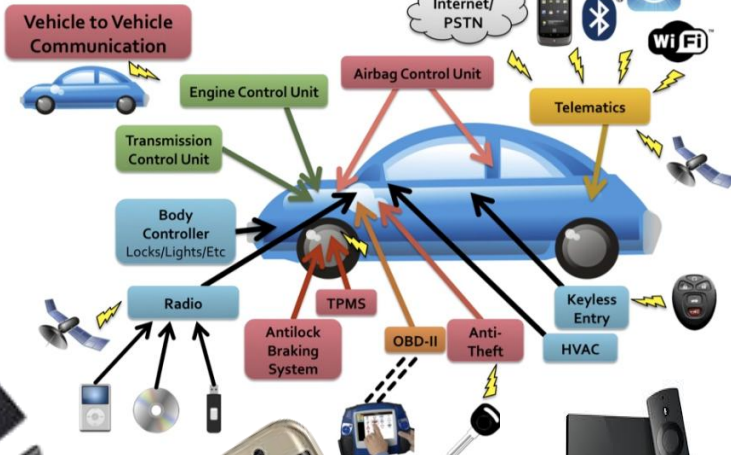 Vehicle to Vehicle
Communication
Internet/
PSTN
WiFi
Airbag Control Unit
Engine Control Unit
Telematics
Transmission
Control Unit
Body
Controller
Locks/Lights/Etc
Radio
TPMS
Keyless
Entry
Antilock
Braking
System
OBD-II
Anti-
Theft
HVAC